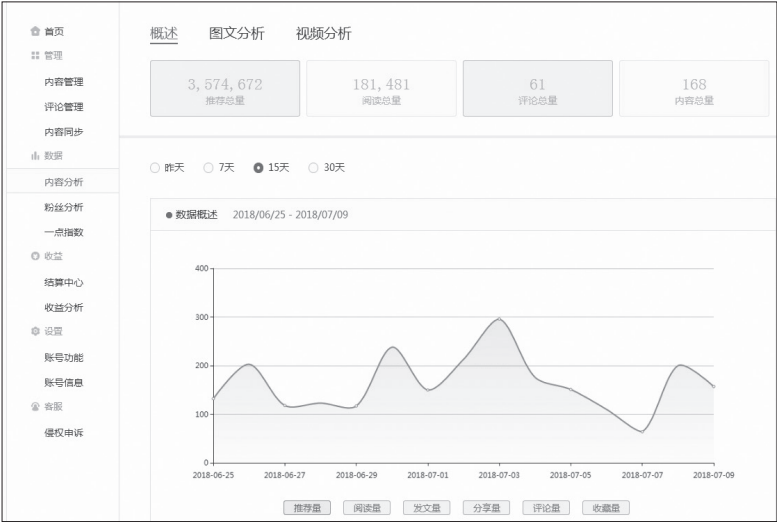 首页
管理
内容管理
评论管理
内容同步
数据
内容分析
粉丝分析
一点指数
收益
结算中心
收益分析
设置
账号功能
账号信息
客服
侵权申诉
概述 图文分析 视频分析
3,574,672 181,481 61 168
推荐总量 阅读总量 评论总量 内容总量
昨天 7天 15天 30天
数据概述 2018/06/25 - 2018/07/09
400
300
200
100
0
2018-06-25 2018-06-27 2018-06-29 2018-07-01 2018-07-03 2018-07-05 2018-07-07 2018-07-09
推荐量 阅读量 发文量 分享量 评论量 收藏量